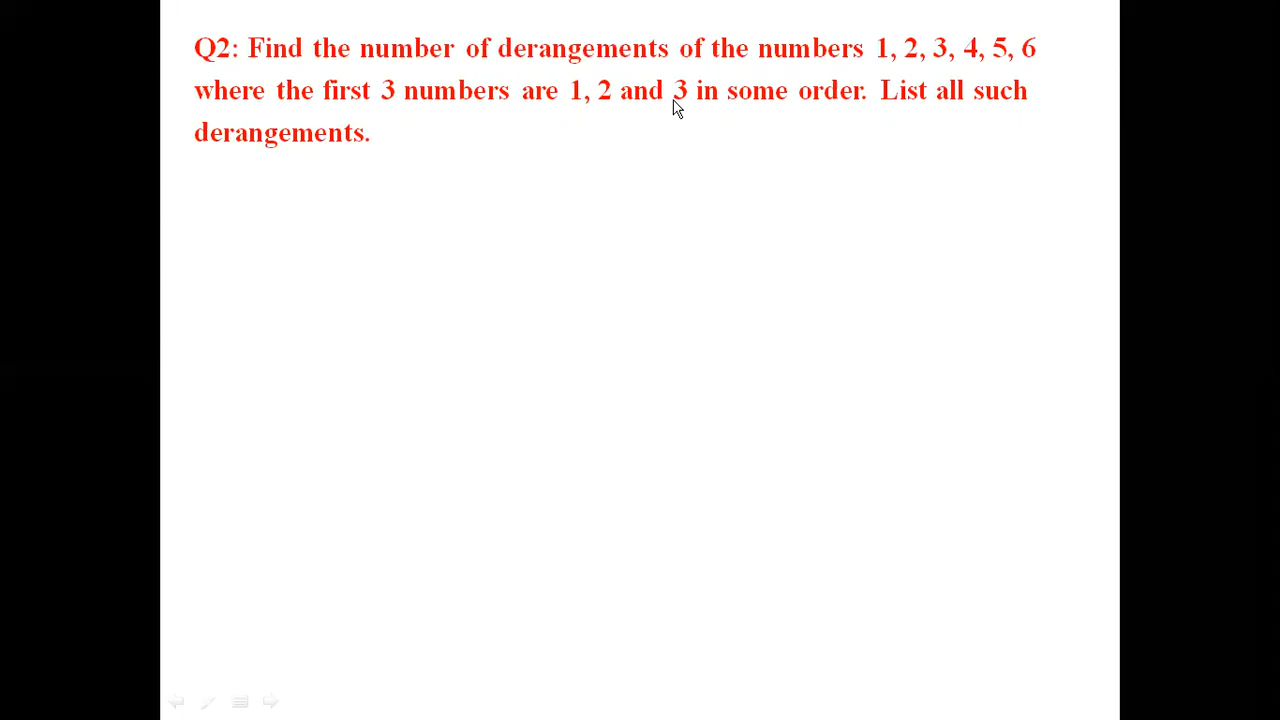 Q2: Find the number of derangements of the numbers 1, 2, 3, 4, 5, 6
where the first 3 numbers are 1, 2 and 3 in some order. List all such
derangements.